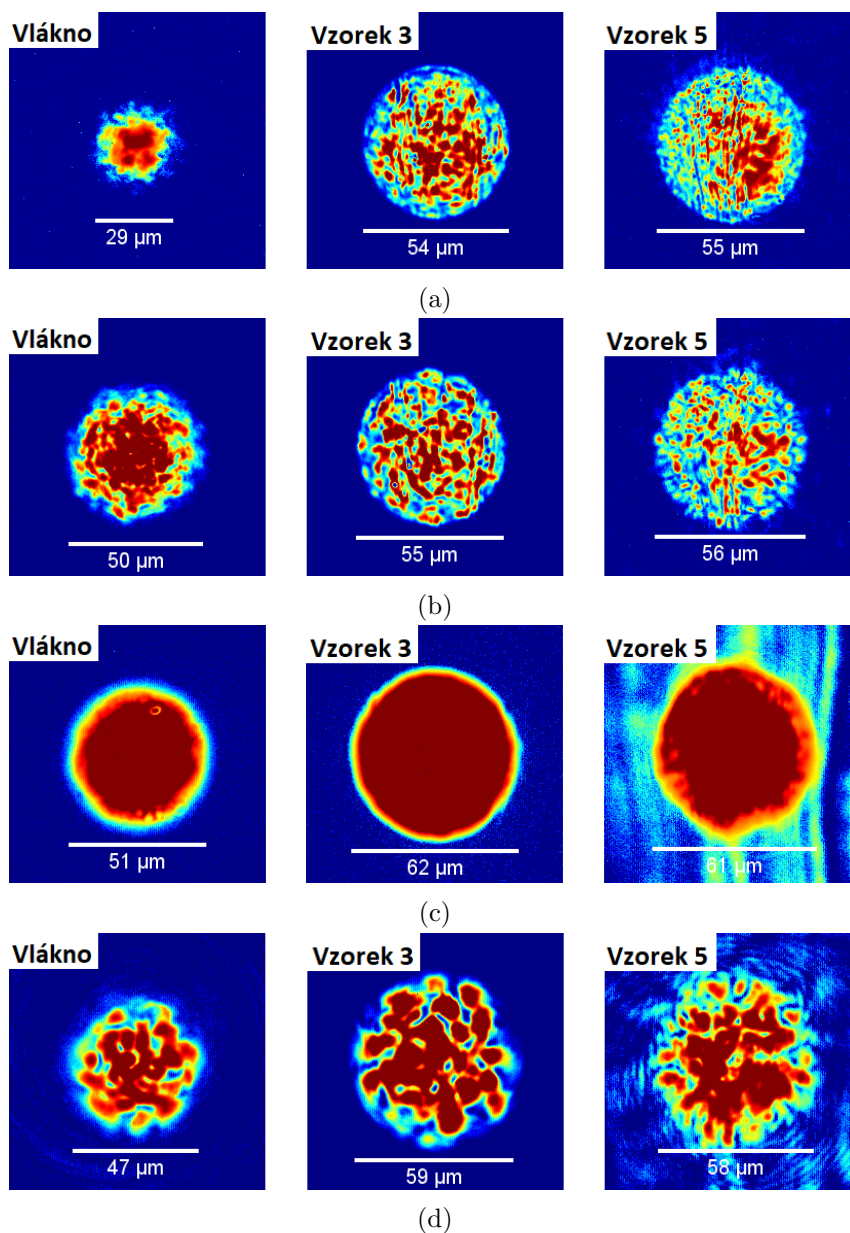 Vlákno Vzorek 3 Vzorek 5
29 µm 54 µm 55 µm
(a)
Vlákno Vzorek 3 Vzorek 5
50 µm 55 µm 56 µm
(b)
Vlákno Vzorek 3 Vzorek 5
51 µm 62 µm 61 µm
(c)
Vlákno Vzorek 3 Vzorek 5
47 µm 59 µm 58 µm
(d)